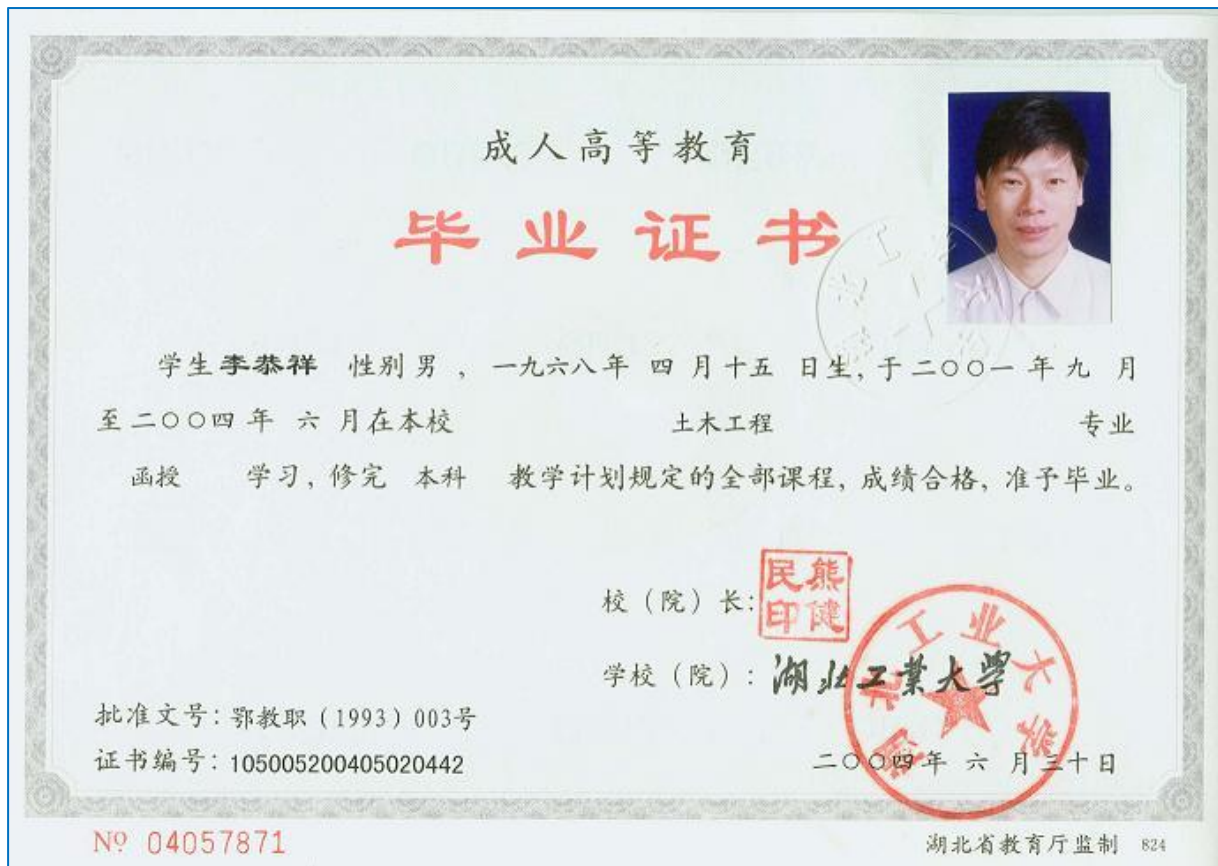 成人高等教育
毕业证书
学生李恭祥 性别男，一九六八年 四 月十五 日生，于二〇〇一 年 九 月
至二〇〇四 年 六 月在本校 土木工程 专业
函授 学习，修完 本科 教学计划规定的全部课程，成绩合格，准予毕业。
校（院）长：熊健民印
学校（院）：湖北工業大學
湖北工业大学
批准文号：鄂教职（1993）003号
证书编号：105005200405020442
二〇〇四年 六 月三十日
№ 04057871
湖北省教育厅监制 824